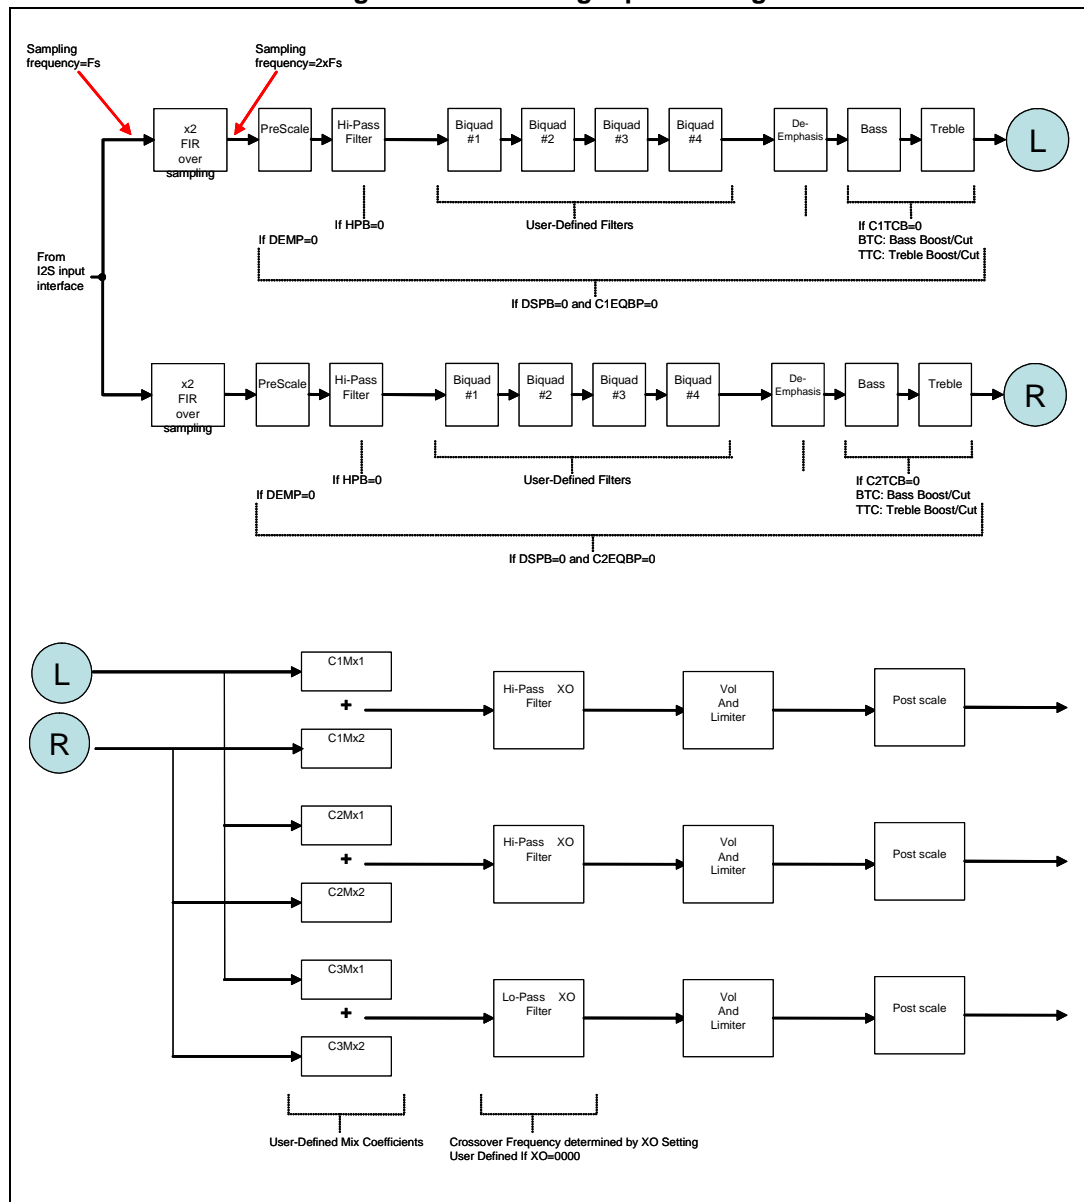 Sampling
frequency=Fs
Sampling
frequency=2xFs
x2
FIR
over
sampling
PreScale
Hi-Pass
Filter
Biquad
#1
Biquad
#2
Biquad
#3
Biquad
#4
De-
Emphasis
Bass
Treble
L
If HPB=0
User-Defined Filters
If C1TCB=0
BTC: Bass Boost/Cut
TTC: Treble Boost/Cut
If DEMP=0
From
I2S input
interface
If DSPB=0 and C1EQBP=0
x2
FIR
over
sampling
PreScale
Hi-Pass
Filter
Biquad
#1
Biquad
#2
Biquad
#3
Biquad
#4
De-
Emphasis
Bass
Treble
R
If HPB=0
User-Defined Filters
If C2TCB=0
BTC: Bass Boost/Cut
TTC: Treble Boost/Cut
If DEMP=0
If DSPB=0 and C2EQBP=0
L
R
C1Mx1
+
C1Mx2
Hi-Pass XO
Filter
Vol
And
Limiter
Post scale
C2Mx1
+
C2Mx2
Hi-Pass XO
Filter
Vol
And
Limiter
Post scale
C3Mx1
+
C3Mx2
Lo-Pass XO
Filter
Vol
And
Limiter
Post scale
User-Defined Mix Coefficients
Crossover Frequency determined by XO Setting
User Defined If XO=0000